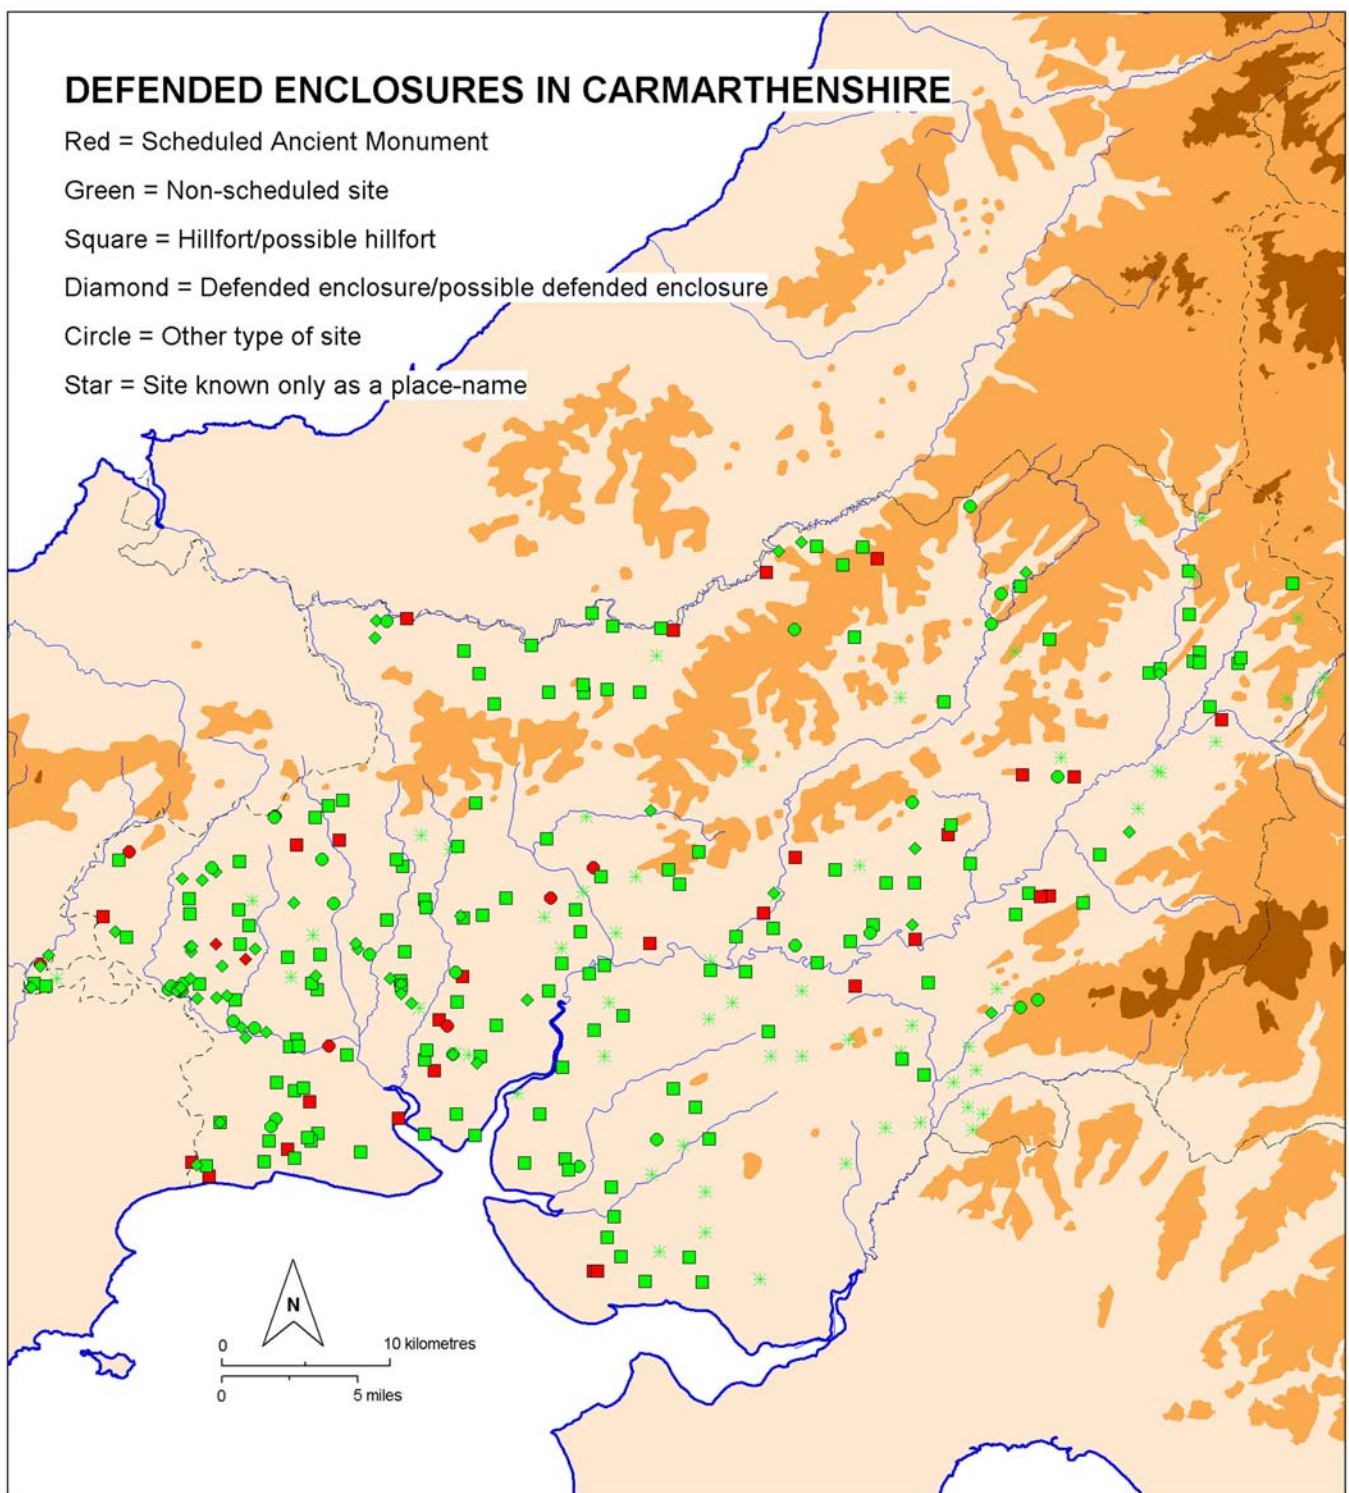 DEFENDED ENCLOSURES IN CARMARTHENSHIRE
Red = Scheduled Ancient Monument
Green = Non-scheduled site
Square = Hillfort/possible hillfort
Diamond = Defended enclosure/possible defended enclosure
Circle = Other type of site
Star = Site known only as a place-name
N
0 10 kilometres
0 5 miles